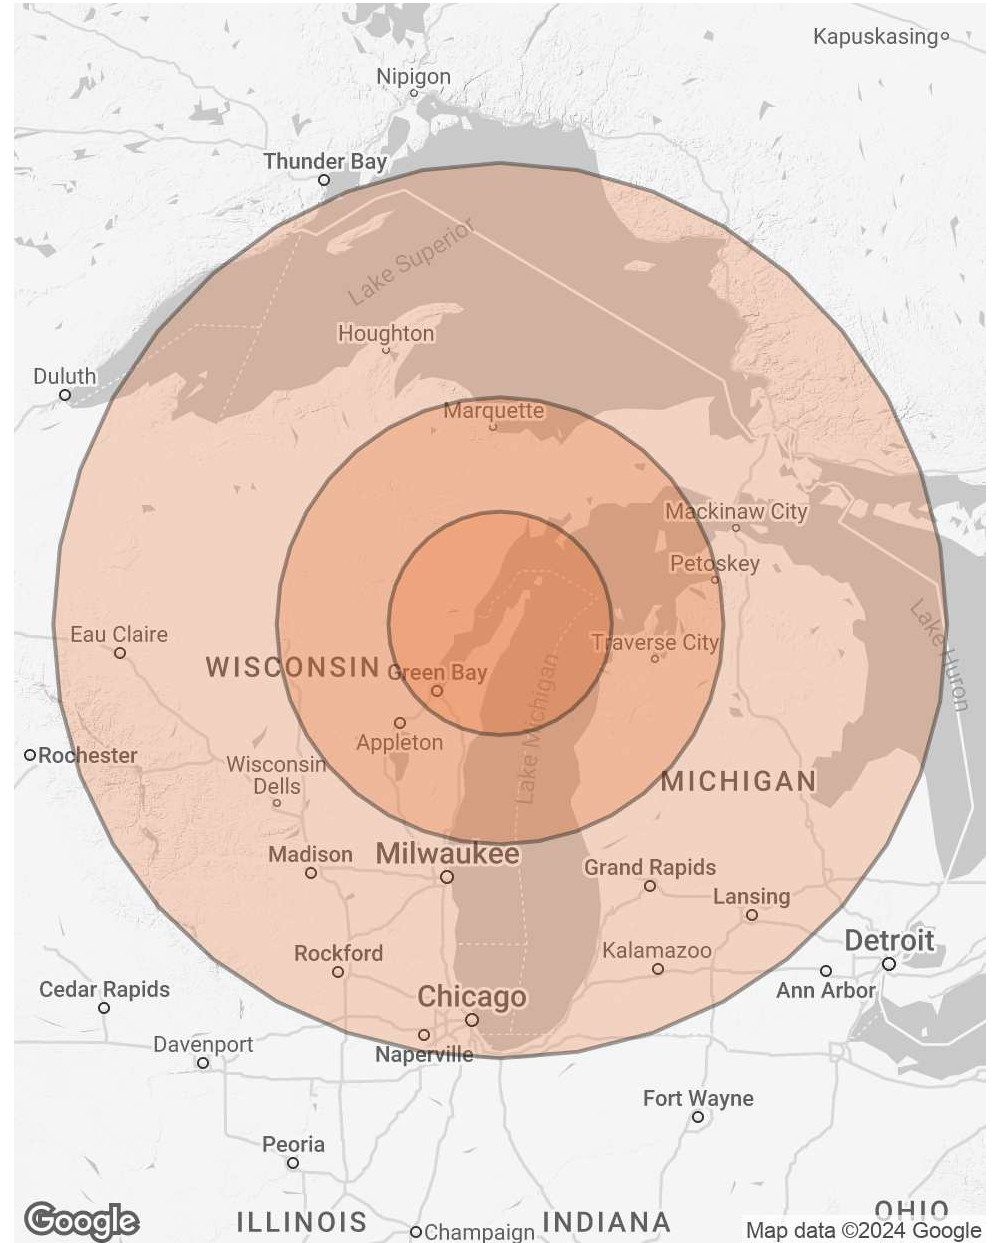 Kapuskasing
Nipigon
Thunder Bay
Lake Superior
Houghton
Duluth
Marquette
Mackinaw City
Petoskey
Lake Huron
Eau Claire
Traverse City
WISCONSIN
Green Bay
Lake Michigan
Appleton
Rochester
Wisconsin
Dells
MICHIGAN
Madison
Milwaukee
Grand Rapids
Lansing
Detroit
Rockford
Kalamazoo
Cedar Rapids
Chicago
Ann Arbor
Davenport
Naperville
Fort Wayne
Peoria
OHIO
Google
ILLINOIS
Champaign
INDIANA
Map data ©2024 Google